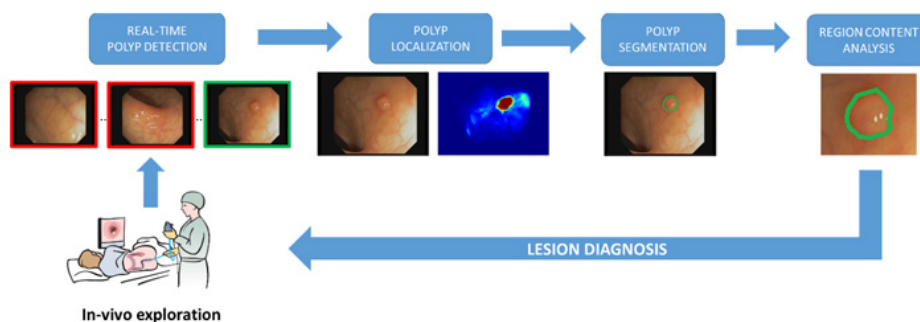 REAL-TIME
POLYP DETECTION
POLYP
LOCALIZATION
POLYP
SEGMENTATION
REGION CONTENT
ANALYSIS
LESION DIAGNOSIS
In-vivo exploration